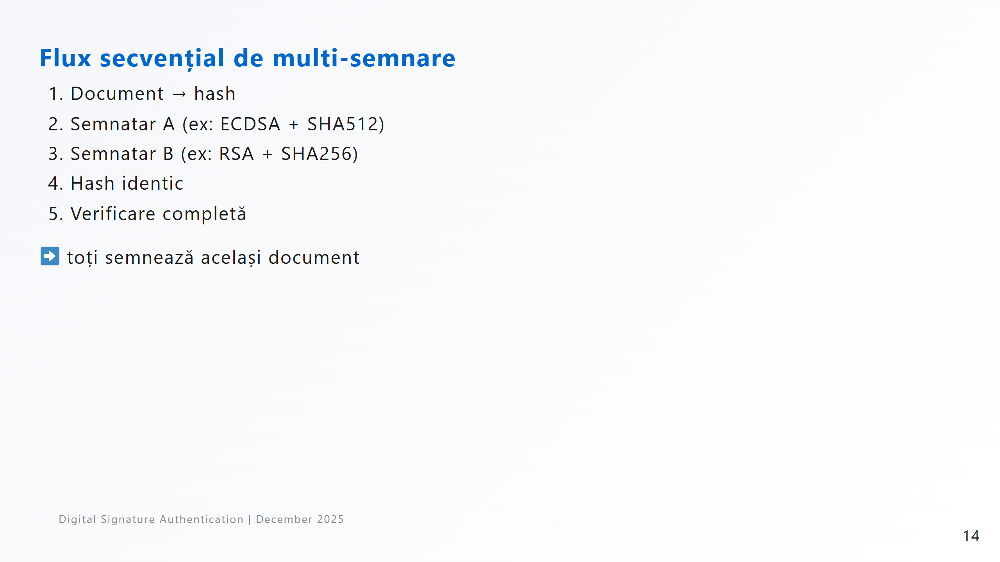 Flux secvențial de multi-semnare
1. Document → hash
2. Semnatar A (ex: ECDSA + SHA512)
3. Semnatar B (ex: RSA + SHA256)
4. Hash identic
5. Verificare completă
➡️ toți semnează același document
Digital Signature Authentication | December 2025
14